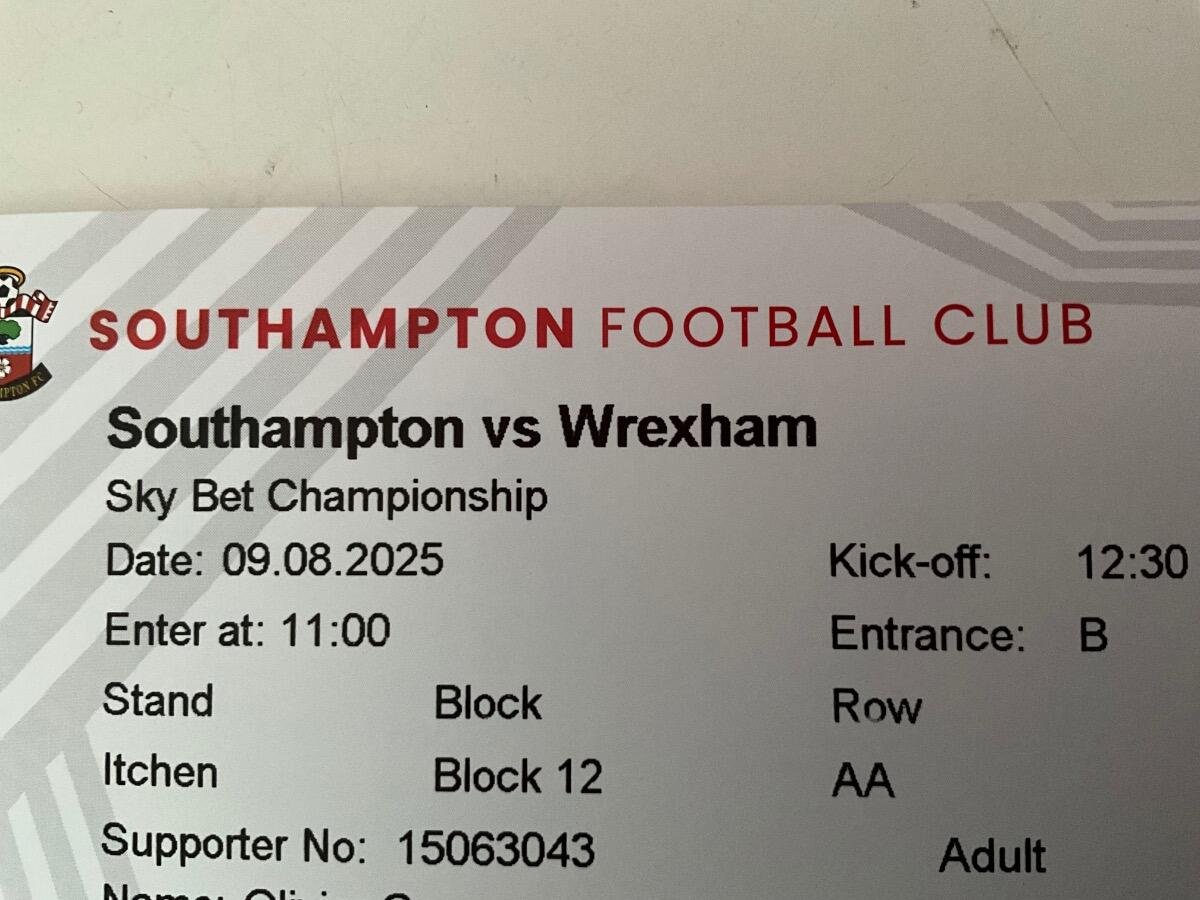 SOUTHAMPTON FOOTBALL CLUB
Southampton vs Wrexham
Sky Bet Championship
Date: 09.08.2025 Kick-off: 12:30
Enter at: 11:00 Entrance: B
Stand Block Row
Itchen Block 12 AA
Supporter No: 15063043 Adult
Name: